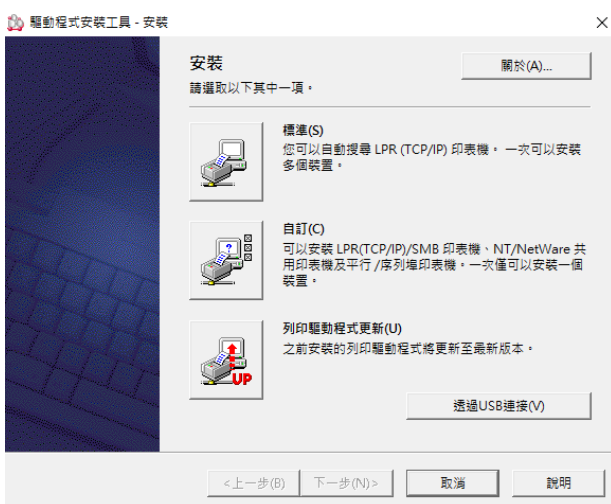 驅動程式安裝工具 - 安裝
安裝
關於(A)...
請選取以下其中一項。
標準(S)
您可以自動搜尋 LPR (TCP/IP) 印表機。 一次可以安裝
多個裝置。
自訂(C)
可以安裝 LPR(TCP/IP)/SMB 印表機、NT/NetWare 共
用印表機及平行 /序列埠印表機。一次僅可以安裝一個
裝置。
列印驅動程式更新(U)
之前安裝的列印驅動程式將更新至最新版本。
UP
透過USB連接(V)
<上一步(B) 下一步(N)> 取消 說明